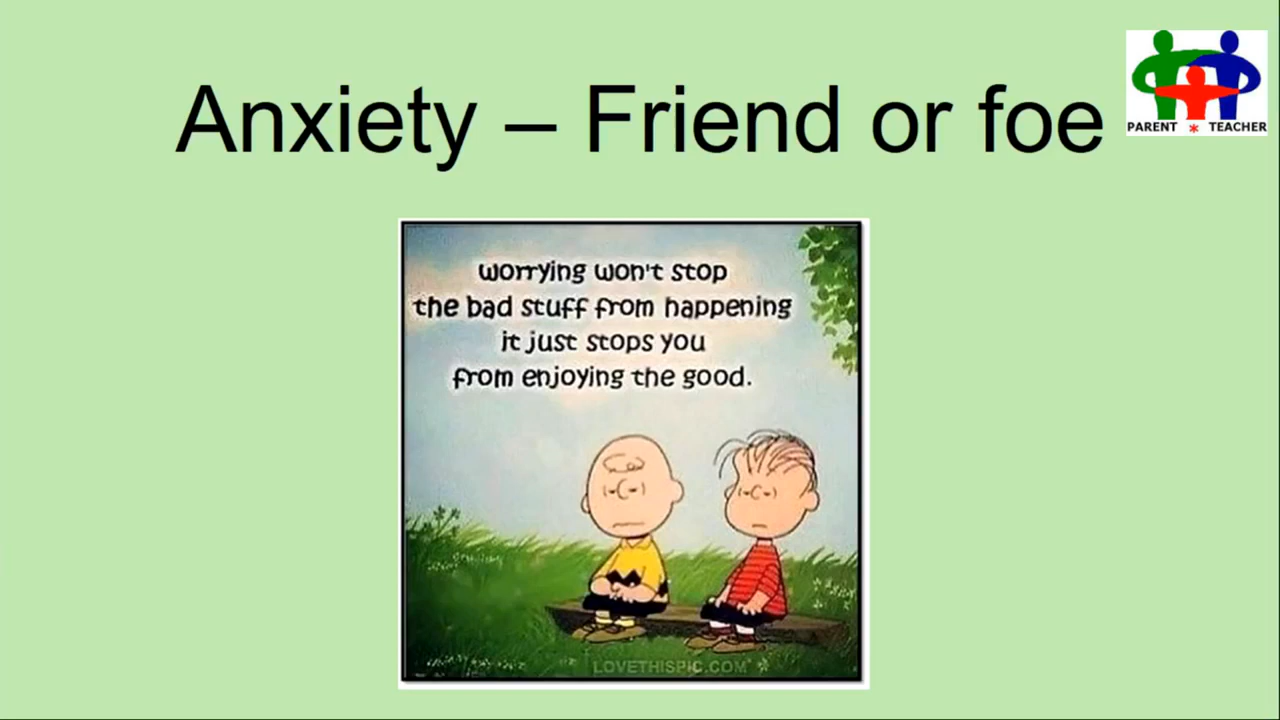 Anxiety – Friend or foe
PARENT * TEACHER
worrying won't stop
the bad stuff from happening
it just stops you
from enjoying the good.
LOVETHISPIC.COM